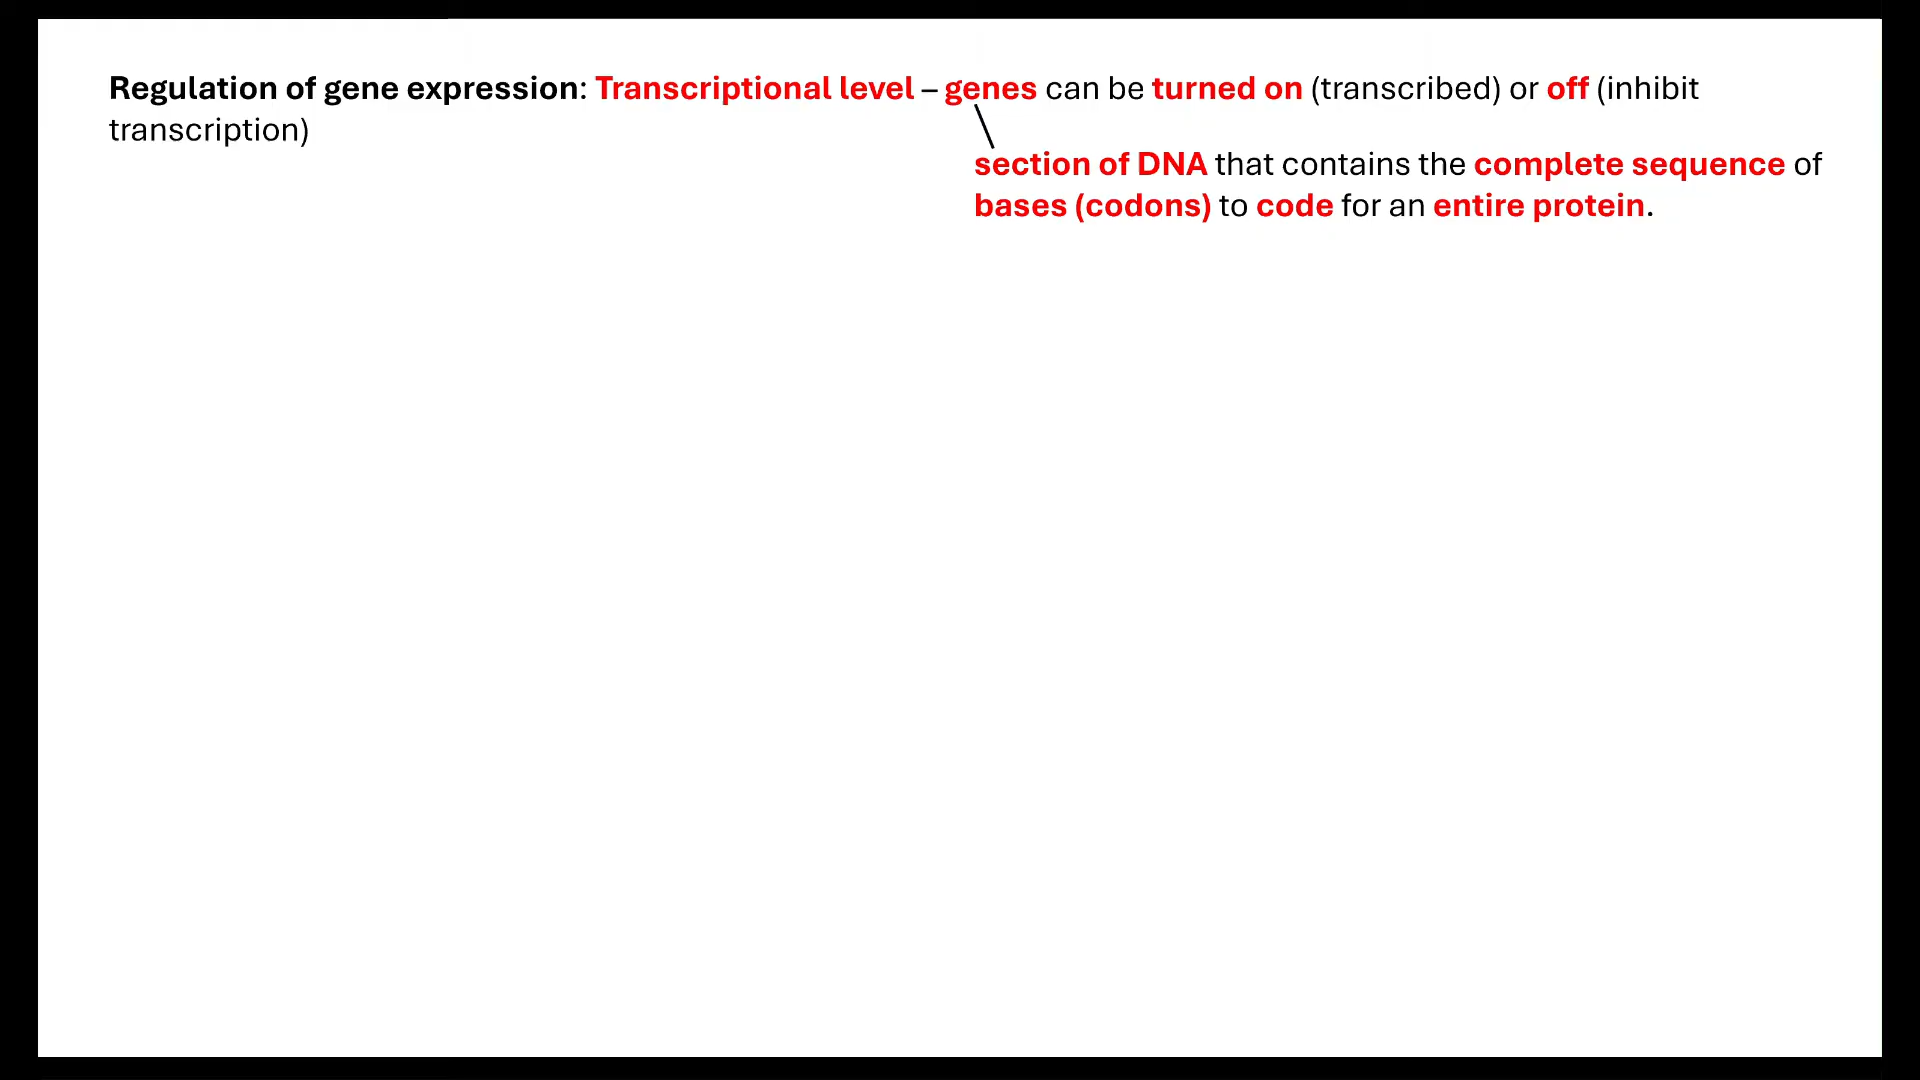 Regulation of gene expression: Transcriptional level – genes can be turned on (transcribed) or off (inhibit
transcription)
section of DNA that contains the complete sequence of
bases (codons) to code for an entire protein.